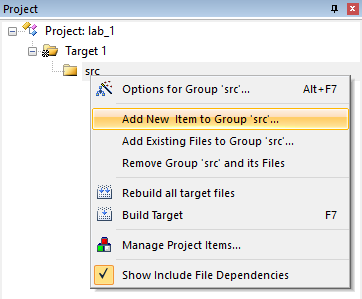 Project
Project: lab_1
Target 1
src
Options for Group 'src'... Alt+F7
Add New Item to Group 'src'...
Add Existing Files to Group 'src'...
Remove Group 'src' and its Files
Rebuild all target files
Build Target F7
Manage Project Items...
Show Include File Dependencies